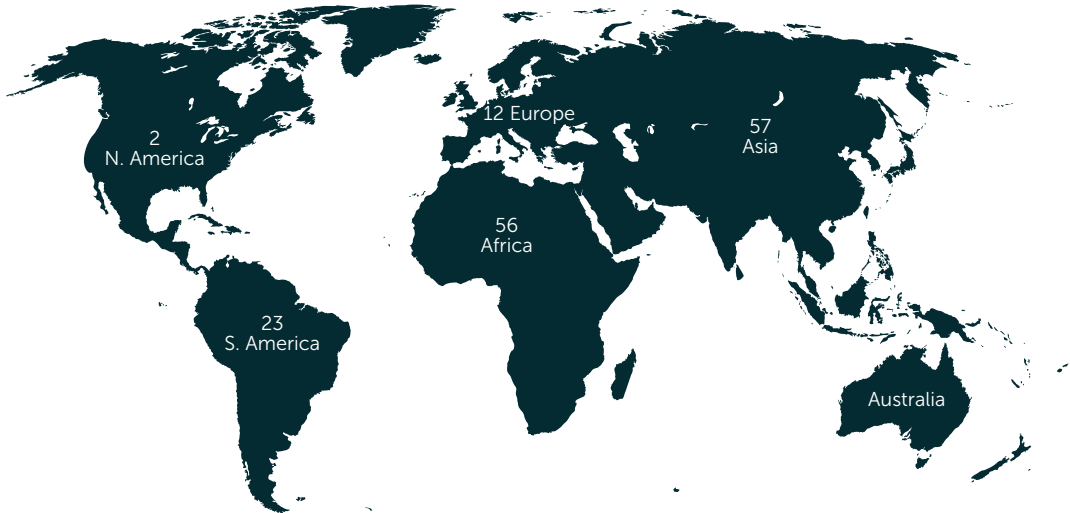 2
N. America
12 Europe
57
Asia
56
Africa
23
S. America
Australia